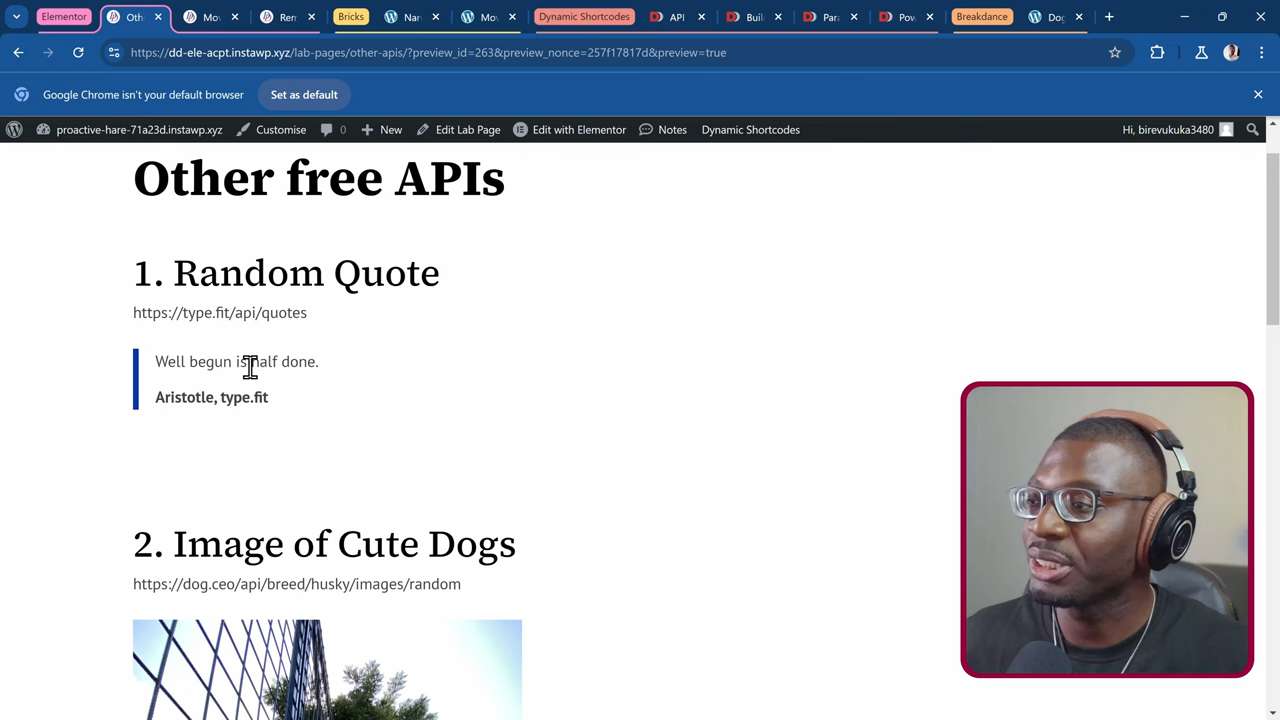 Elementor
Oth
Mov
Rem
Bricks
Nam
Mov
Dynamic Shortcodes
API
Buil
Para
Pow
Breakdance
Dog
https://dd-ele-acpt.instawp.xyz/lab-pages/other-apis/?preview_id=263&preview_nonce=257f17817d&preview=true
Google Chrome isn't your default browser
Set as default
proactive-hare-71a23d.instawp.xyz
Customise
0
New
Edit Lab Page
Edit with Elementor
Notes
Dynamic Shortcodes
Hi, birevukuka3480
Other free APIs
1. Random Quote
https://type.fit/api/quotes
Well begun is half done.
Aristotle, type.fit
2. Image of Cute Dogs
https://dog.ceo/api/breed/husky/images/random